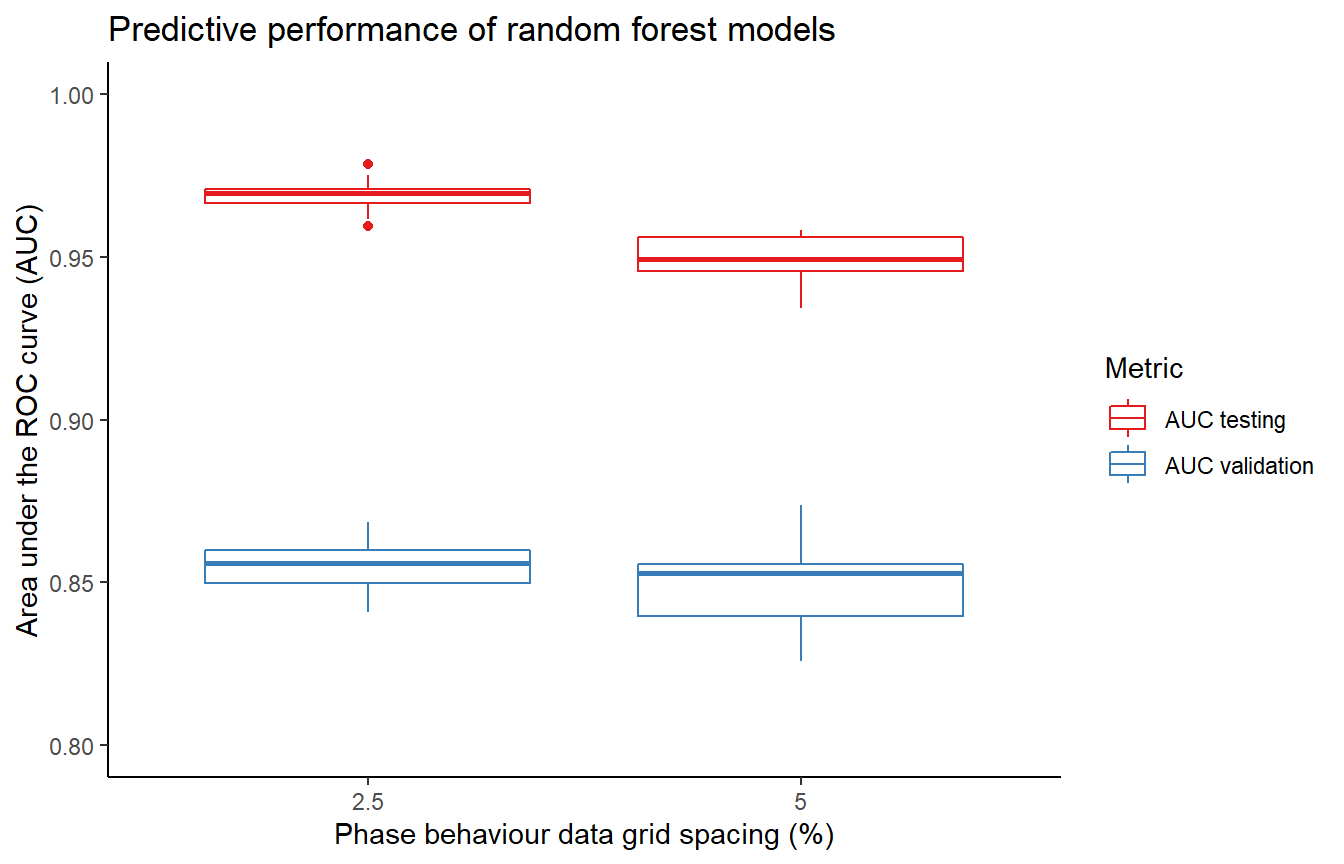 Predictive performance of random forest models
Area under the ROC curve (AUC)
1.00
0.95
0.90
0.85
0.80
2.5
5
Phase behaviour data grid spacing (%)
Metric
AUC testing
AUC validation